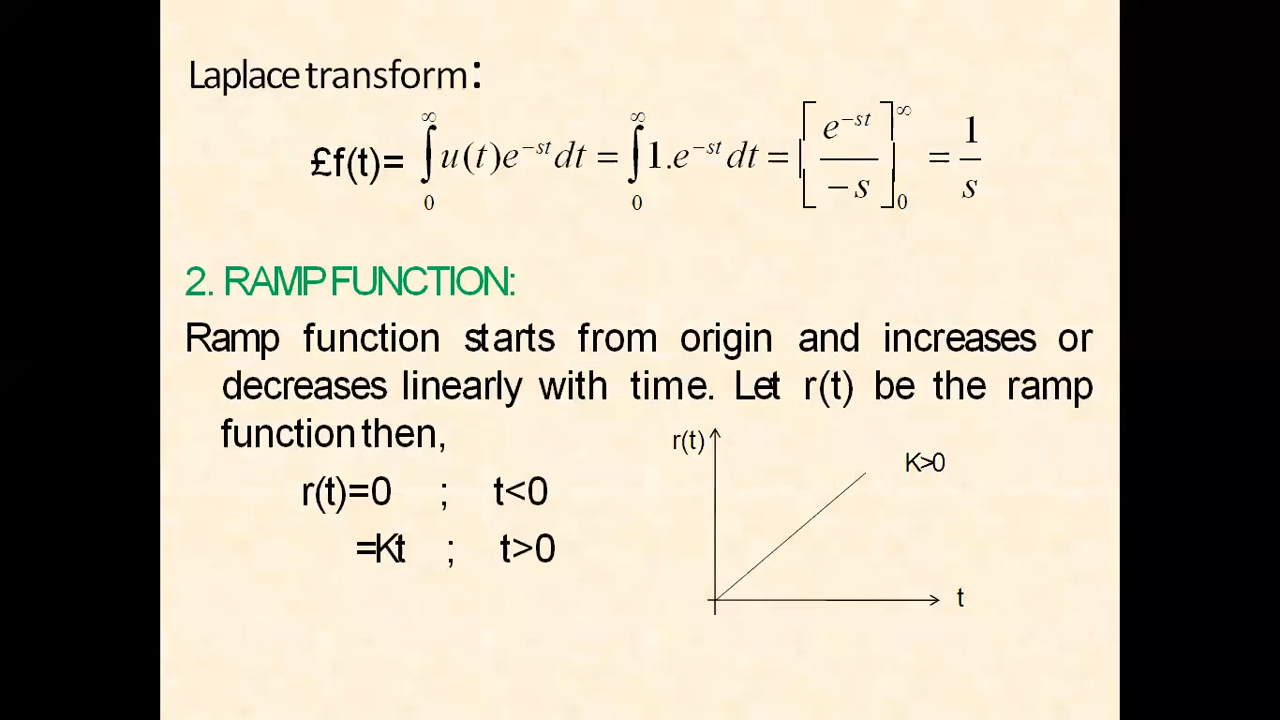 Laplace transform:
£f(t)= ∫₀^∞ u(t)e^{-st} dt = ∫₀^∞ 1.e^{-st} dt = [e^{-st}/-s]₀^∞ = 1/s
2. RAMP FUNCTION:
Ramp function starts from origin and increases or
decreases linearly with time. Let r(t) be the ramp
function then,
r(t)
K>0
r(t)=0 ; t<0
=Kt ; t>0
t